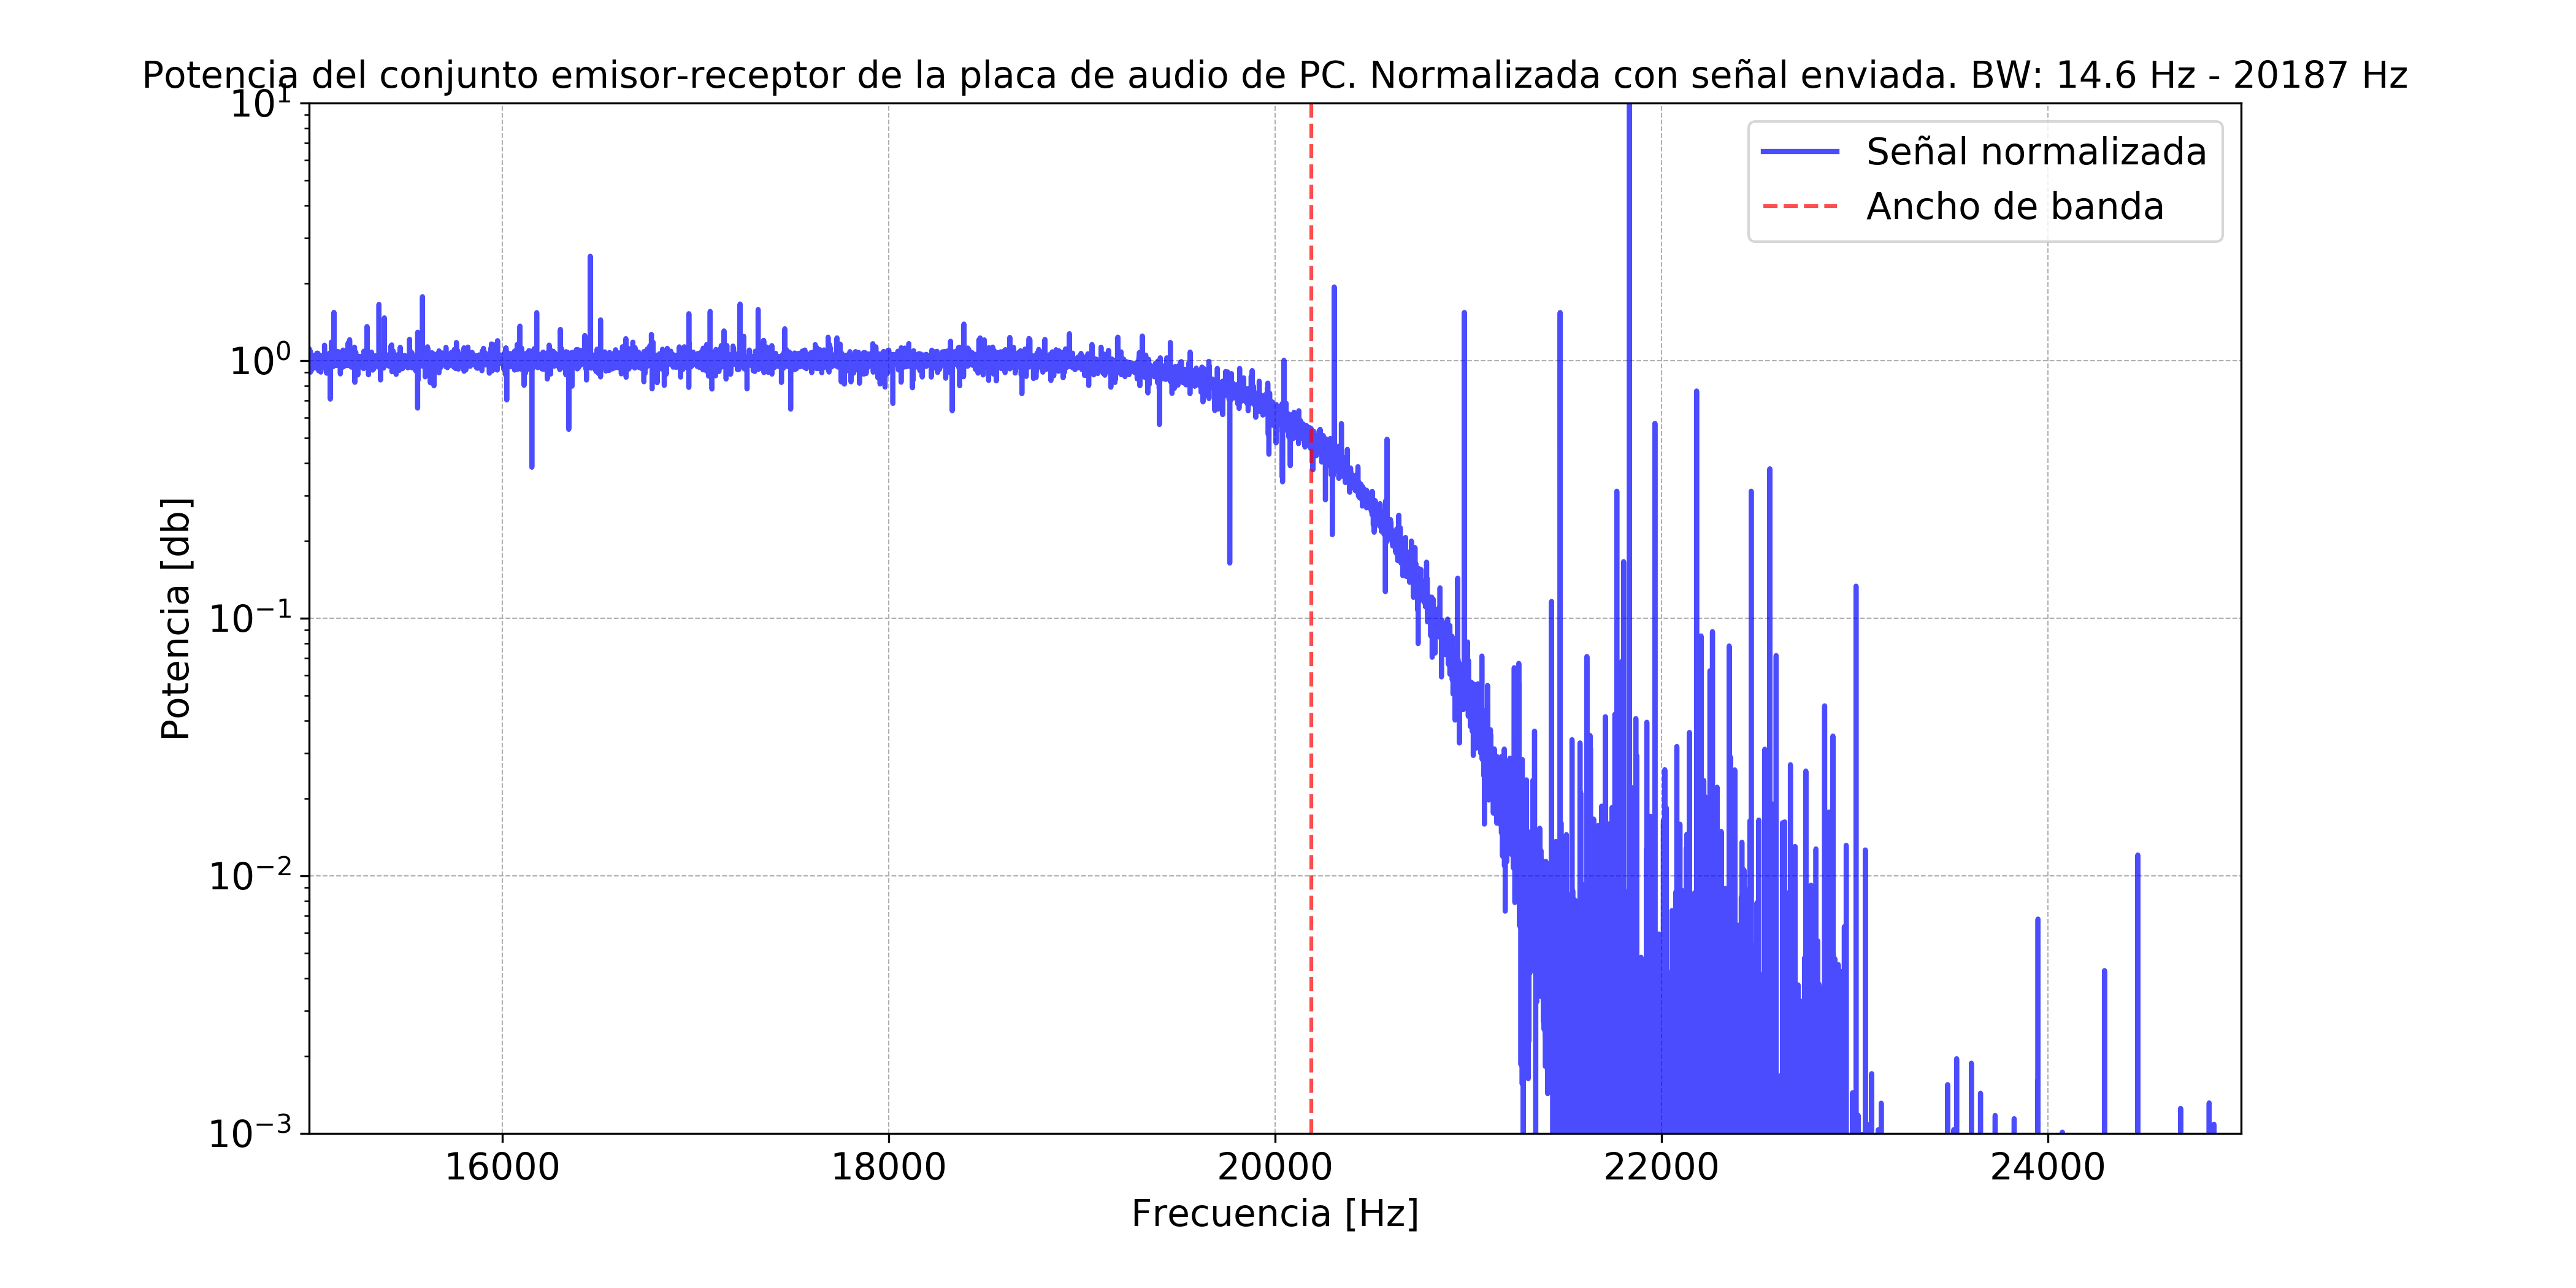 Potencia del conjunto emisor-receptor de la placa de audio de PC. Normalizada con señal enviada. BW: 14.6 Hz - 20187 Hz
Señal normalizada
Ancho de banda
Potencia [db]
10¹
10⁰
10⁻¹
10⁻²
10⁻³
16000 18000 20000 22000 24000
Frecuencia [Hz]